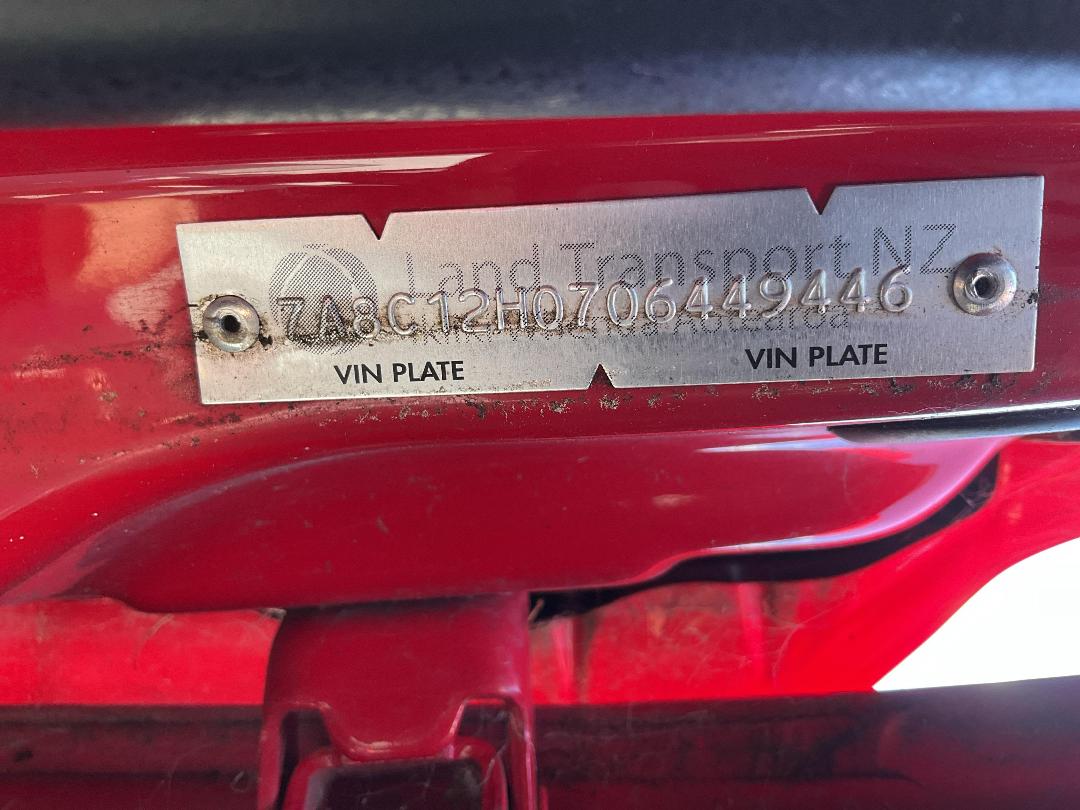 Land Transport NZ
7A8C12H0706449446
VIN PLATE VIN PLATE